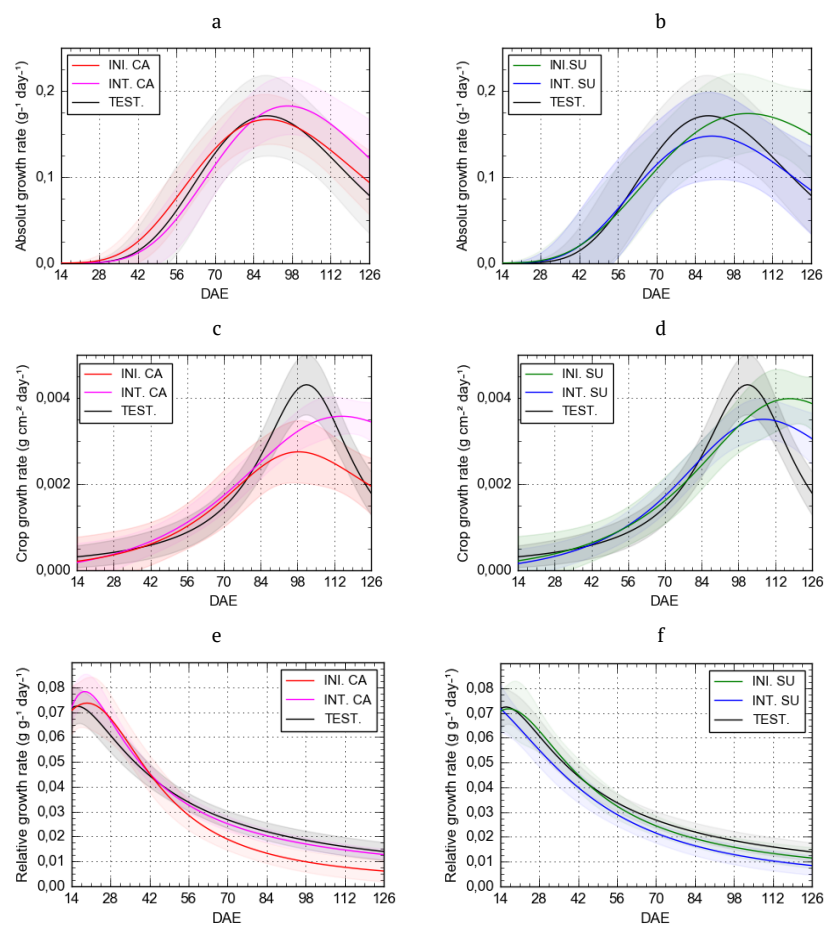 a
INI. CA
INT. CA
TEST.
Absolut growth rate (g⁻¹ day-¹)
0,2
0,1
0,0
14 28 42 56 70 84 98 112 126
DAE
b
INI.SU
INT. SU
TEST.
Absolut growth rate (g⁻¹ day-¹)
0,2
0,1
0,0
14 28 42 56 70 84 98 112 126
DAE
c
INI. CA
INT. CA
TEST.
Crop growth rate (g cm-² day-¹)
0,004
0,002
0,000
14 28 42 56 70 84 98 112 126
DAE
d
INI. SU
INT. SU
TEST.
Crop growth rate (g cm-² day-¹)
0,004
0,002
0,000
14 28 42 56 70 84 98 112 126
DAE
e
INI. CA
INT. CA
TEST.
Relative growth rate (g g-¹ day-¹)
0,08
0,07
0,06
0,05
0,04
0,03
0,02
0,01
0,00
14 28 42 56 70 84 98 112 126
DAE
f
INI. SU
INT. SU
TEST.
Relative growth rate (g g-¹ day-¹)
0,08
0,07
0,06
0,05
0,04
0,03
0,02
0,01
0,00
14 28 42 56 70 84 98 112 126
DAE